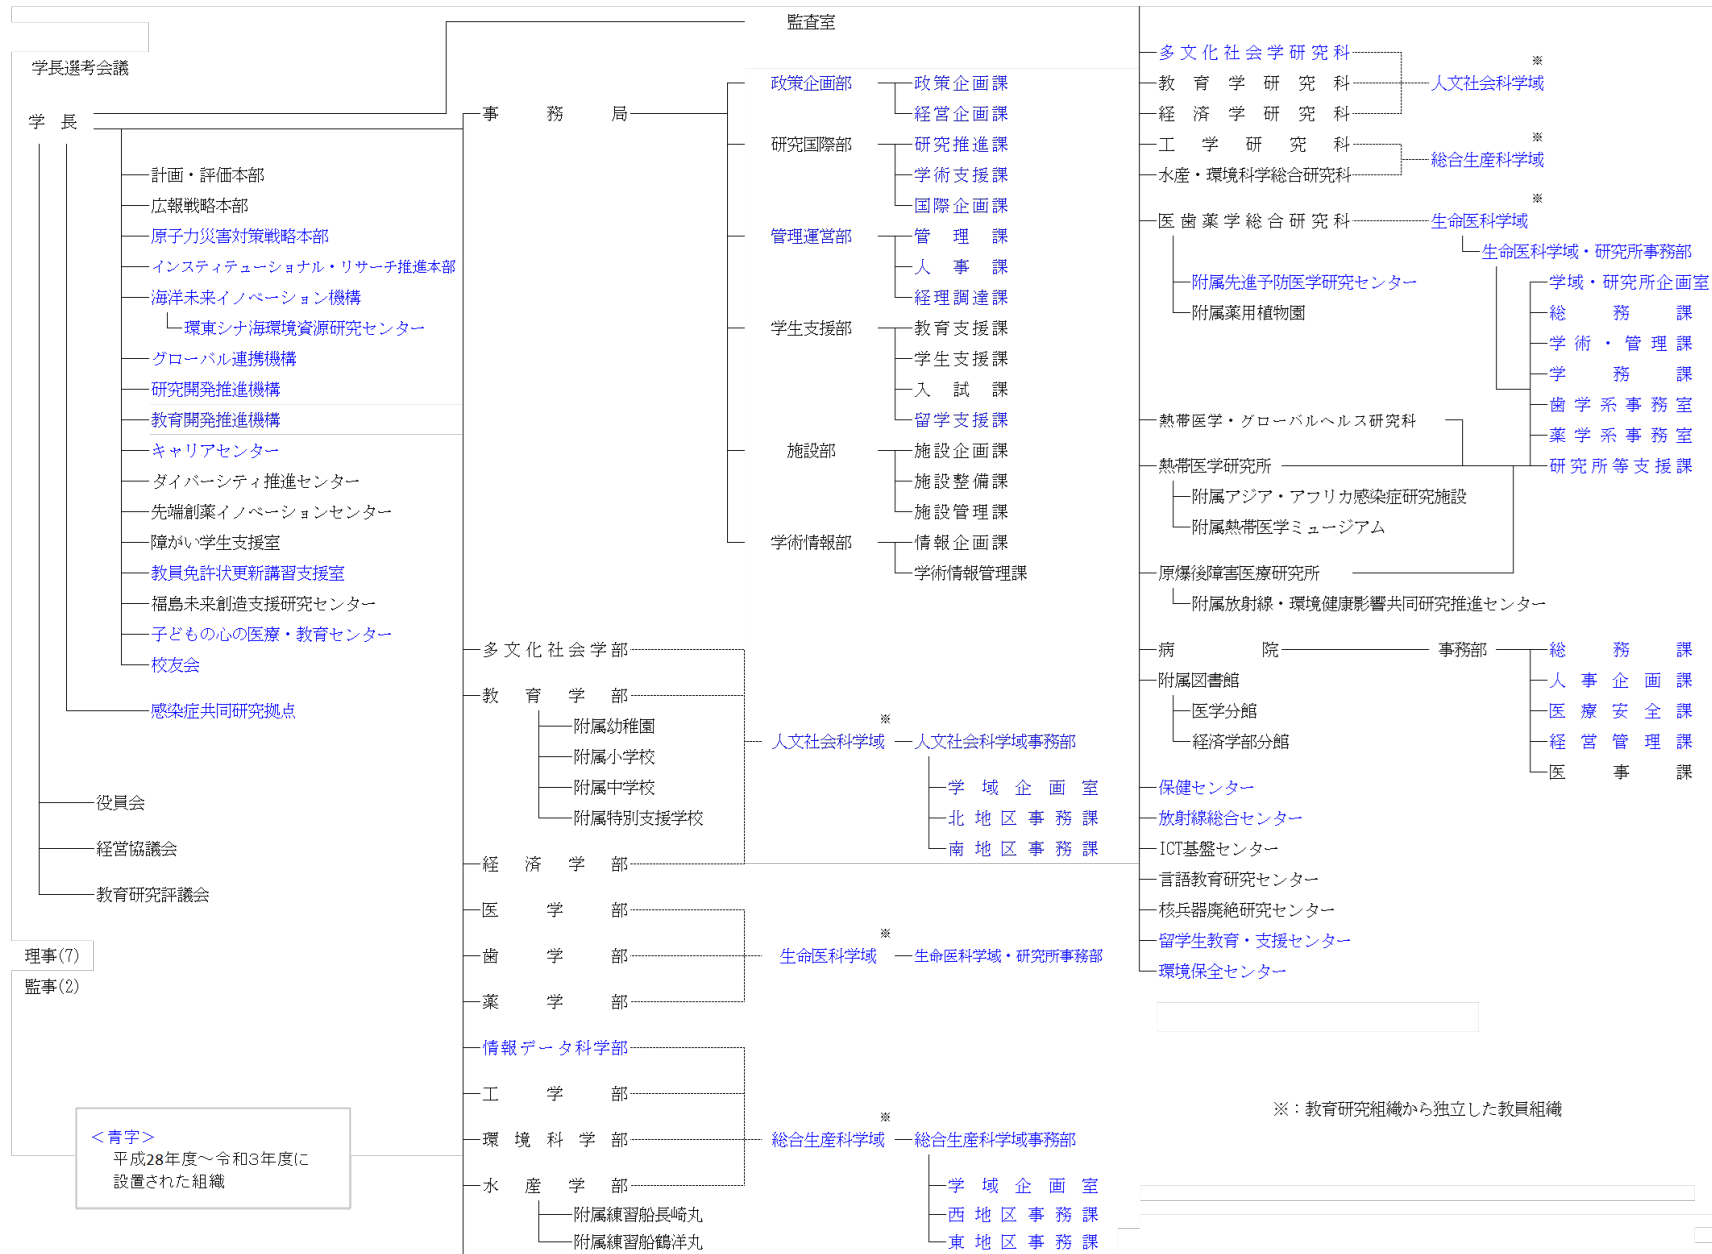 監査室
学長選考会議
学長
計画・評価本部
広報戦略本部
原子力災害対策戦略本部
インスティテューショナル・リサーチ推進本部
海洋未来イノベーション機構
環東シナ海環境資源研究センター
グローバル連携機構
研究開発推進機構
教育開発推進機構
キャリアセンター
ダイバーシティ推進センター
先端創薬イノベーションセンター
障がい学生支援室
教員免許状更新講習支援室
福島未来創造支援研究センター
子どもの心の医療・教育センター
校友会
感染症共同研究拠点
役員会
経営協議会
教育研究評議会
理事(7)
監事(2)
<青字>
平成28年度～令和3年度に
設置された組織
事務局
政策企画部
政策企画課
経営企画課
研究国際部
研究推進課
学術支援課
国際企画課
管理運営部
管理課
人事課
経理調達課
学生支援部
教育支援課
学生支援課
入試課
留学支援課
施設部
施設企画課
施設整備課
施設管理課
学術情報部
情報企画課
学術情報管理課
多文化社会学部
教育学部
附属幼稚園
附属小学校
附属中学校
附属特別支援学校
経済学部
※
人文社会科学域
人文社会科学域事務部
学域企画室
北地区事務課
南地区事務課
医学部
歯学部
薬学部
※
生命医科学域
生命医科学域・研究所事務部
情報データ科学部
工学部
環境科学部
水産学部
附属練習船長崎丸
附属練習船鶴洋丸
※
総合生産科学域
総合生産科学域事務部
学域企画室
西地区事務課
東地区事務課
多文化社会学研究科
教育学研究科
経済学研究科
※
人文社会科学域
工学研究科
水産・環境科学総合研究科
※
総合生産科学域
医歯薬学総合研究科
※
生命医科学域
生命医科学域・研究所事務部
附属先進予防医学研究センター
附属薬用植物園
学域・研究所企画室
総務課
学術・管理課
学務課
歯学系事務室
薬学系事務室
研究所等支援課
熱帯医学・グローバルヘルス研究科
熱帯医学研究所
附属アジア・アフリカ感染症研究施設
附属熱帯医学ミュージアム
原爆後障害医療研究所
附属放射線・環境健康影響共同研究推進センター
病院
事務部
総務課
人事企画課
医療安全課
経営管理課
医事課
附属図書館
医学分館
経済学部分館
保健センター
放射線総合センター
ICT基盤センター
言語教育研究センター
核兵器廃絶研究センター
留学生教育・支援センター
環境保全センター
※：教育研究組織から独立した教員組織